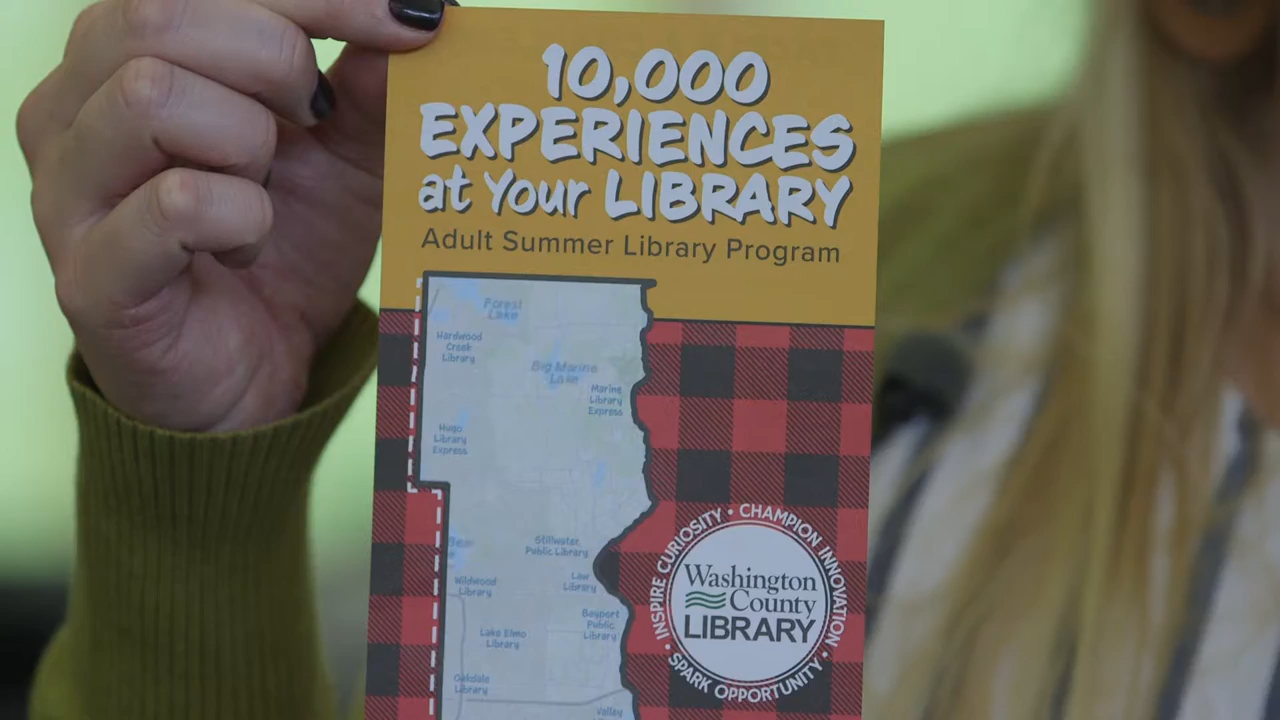 10,000
EXPERIENCES
at Your LIBRARY
Adult Summer Library Program
Forest
Lake
Hardwood
Creek
Library
Big Marine
Lake
Marine
Library
Express
Hugo
Library
Express
Stillwater
Public Library
Law
Library
Wildwood
Library
Bayport
Public
Library
Lake Elmo
Library
Oakdale
Library
Valley
INSPIRE CURIOSITY • CHAMPION INNOVATION • SPARK OPPORTUNITY •
Washington
County
LIBRARY